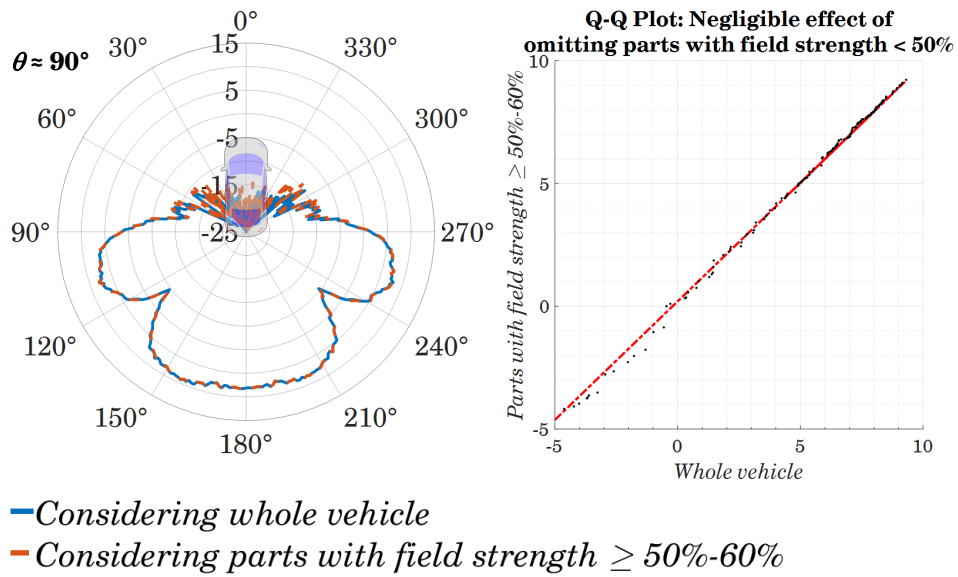 0°
30°
330°
15
θ ≈ 90°
60°
300°
5
-5
-15
90°
270°
-25
120°
240°
150°
210°
180°
Q-Q Plot: Negligible effect of
omitting parts with field strength < 50%
Parts with field strength ≥ 50%-60%
10
5
0
-5
-5 0 5 10
Whole vehicle
Considering whole vehicle
Considering parts with field strength ≥ 50%-60%